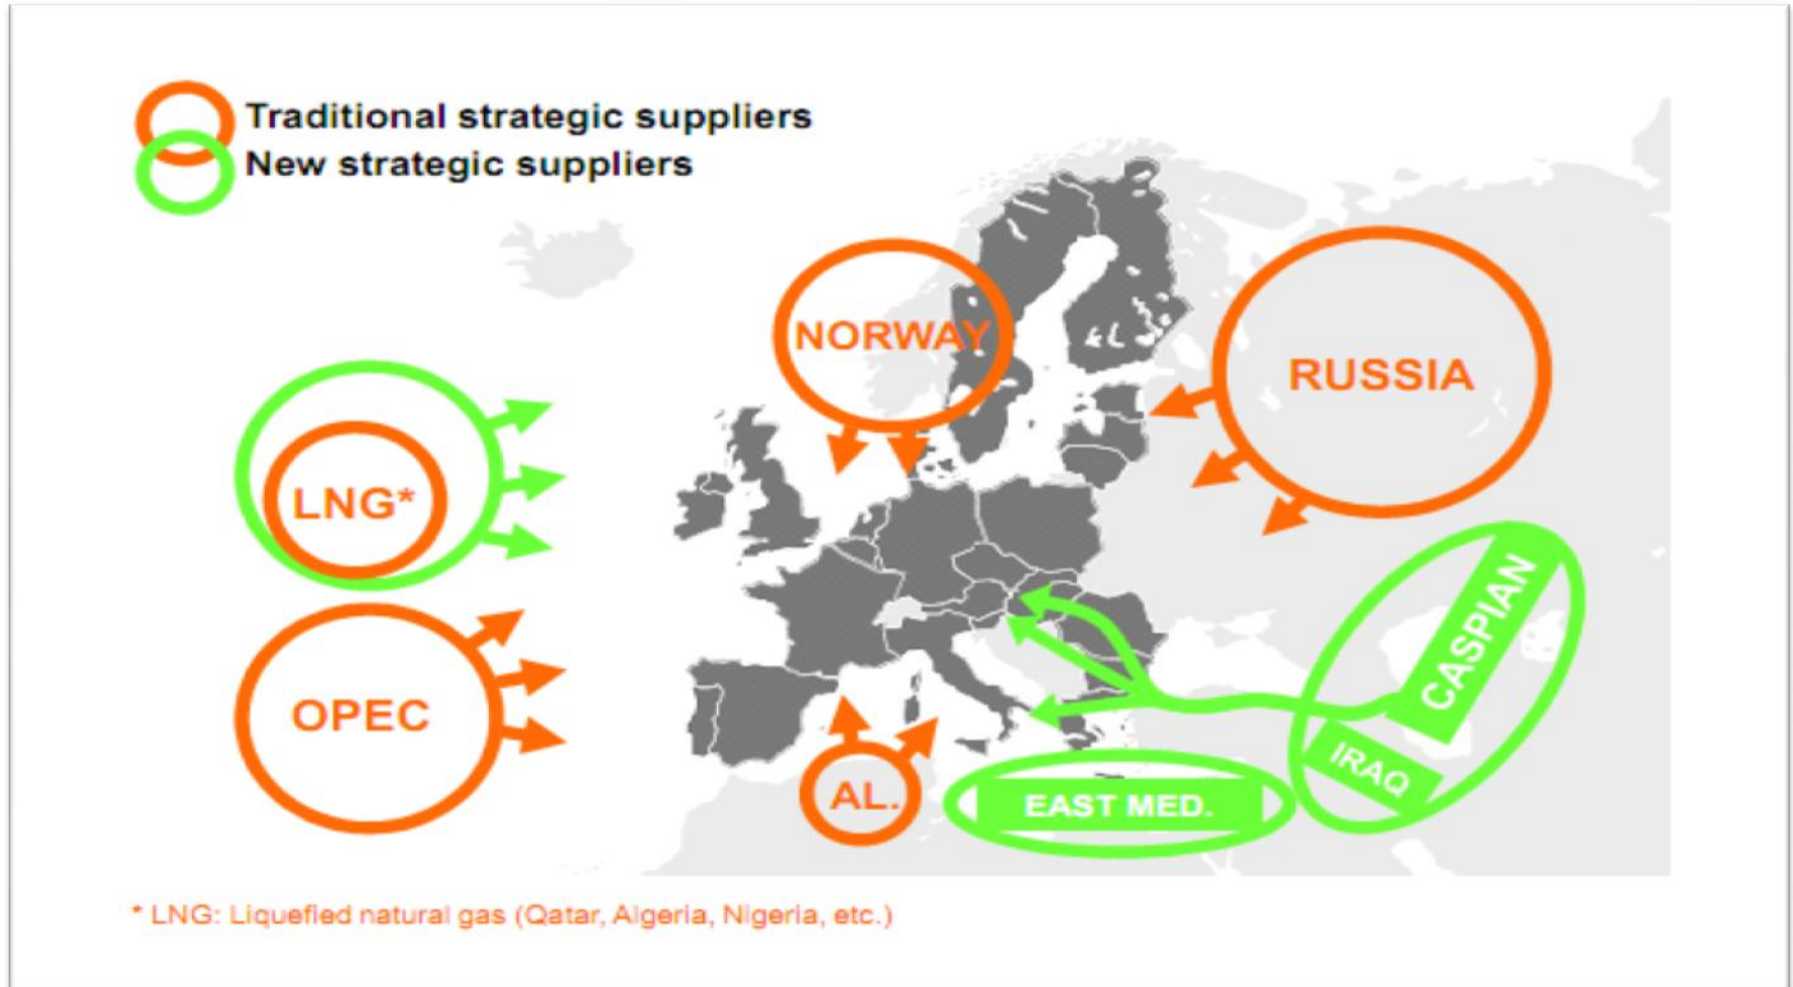 Traditional strategic suppliers
New strategic suppliers
NORWAY
RUSSIA
LNG*
CASPIAN
OPEC
IRAQ
AL.
EAST MED.
* LNG: Liquefied natural gas (Qatar, Algeria, Nigeria, etc.)